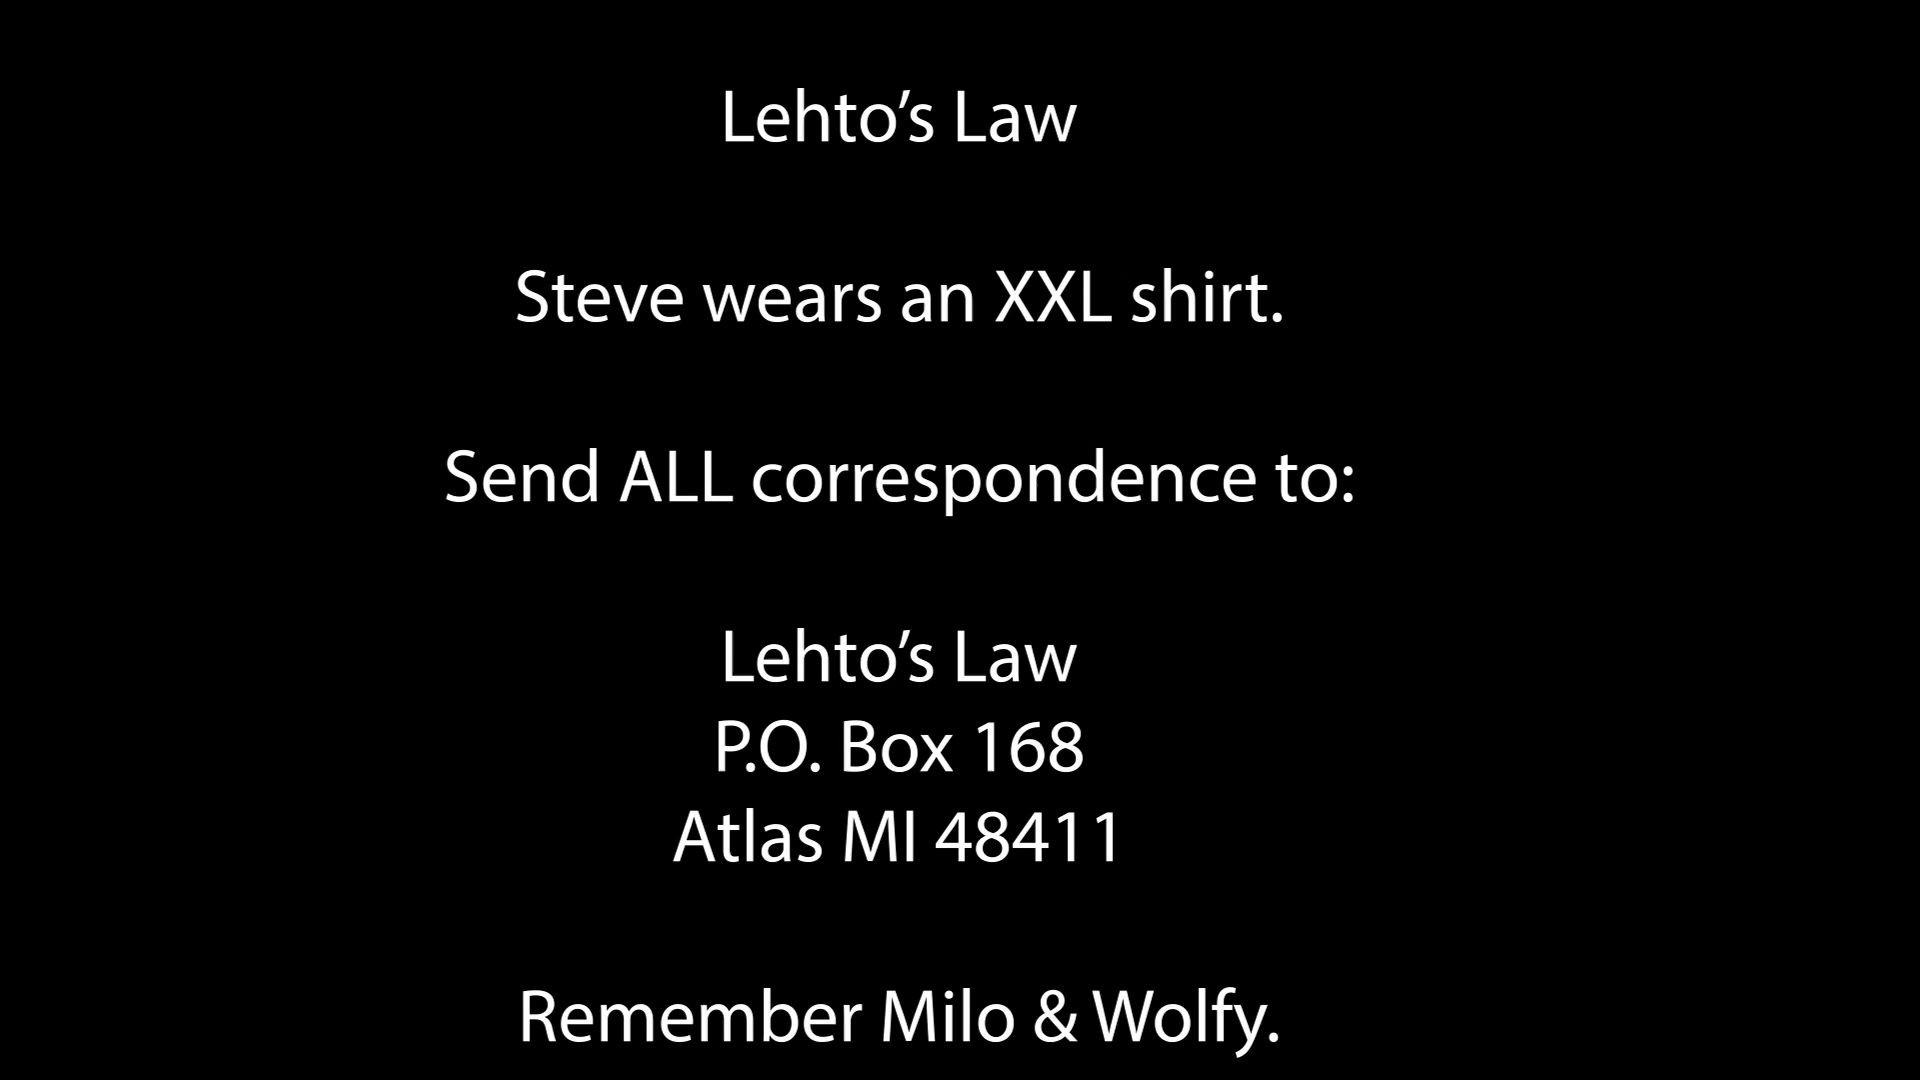 Lehto’s Law
Steve wears an XXL shirt.
Send ALL correspondence to:
Lehto’s Law
P.O. Box 168
Atlas MI 48411
Remember Milo & Wolfy.